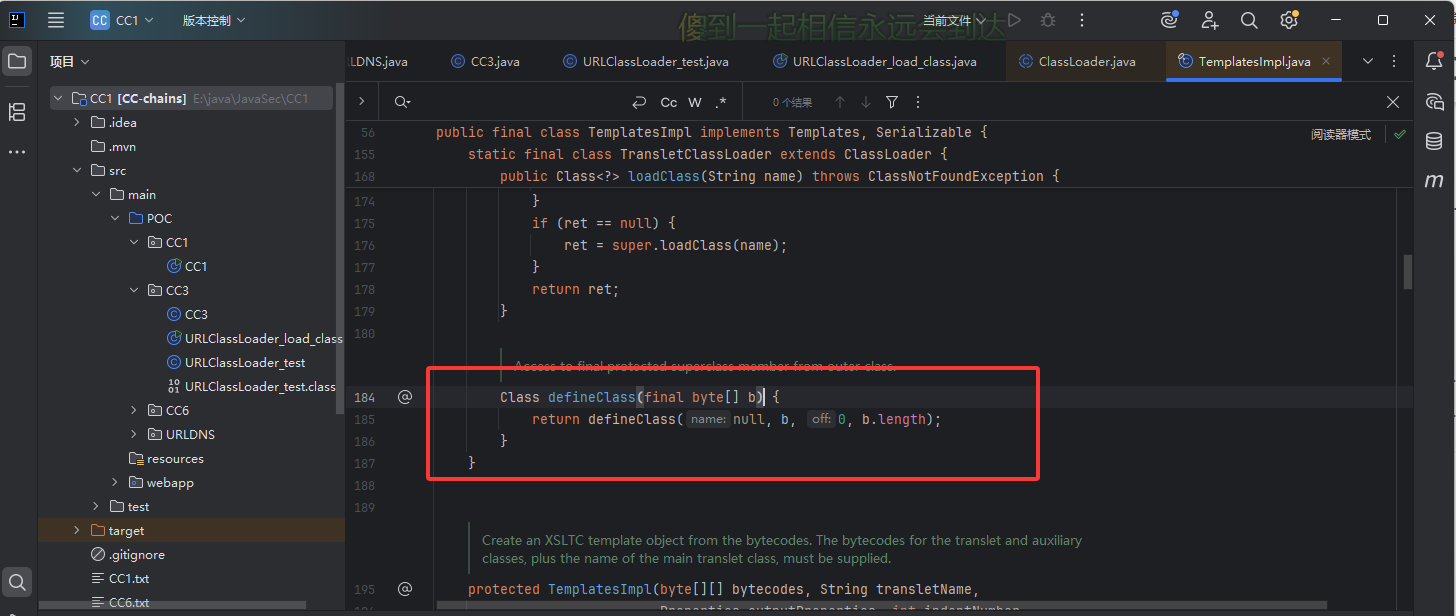 CC CC1 版本控制 当前文件
傻到一起相信永远会到达
项目
LDNS.java CC3.java URLClassLoader_test.java URLClassLoader_load_class.java ClassLoader.java TemplatesImpl.java
CC1 [CC-chains] E:\java\JavaSec\CC1
.idea
.mvn
src
main
POC
CC1
CC1
CC3
CC3
URLClassLoader_load_class
URLClassLoader_test
URLClassLoader_test.class
CC6
URLDNS
resources
webapp
test
target
.gitignore
CC1.txt
CC6.txt
Cc W .* 0 个结果
阅读器模式
56 public final class TemplatesImpl implements Templates, Serializable {
155 static final class TransletClassLoader extends ClassLoader {
168 public Class<?> loadClass(String name) throws ClassNotFoundException {
174 }
175 if (ret == null) {
176 ret = super.loadClass(name);
177 }
178 return ret;
179 }
180
Access to final protected superclass member from outer class.
184 @ Class defineClass(final byte[] b) {
185 return defineClass( name: null, b, off: 0, b.length);
186 }
187 }
188
189
Create an XSLTC template object from the bytecodes. The bytecodes for the translet and auxiliary
classes, plus the name of the main translet class, must be supplied.
195 @ protected TemplatesImpl(byte[][] bytecodes, String transletName,
Properties outputProperties, int indentNumber
m